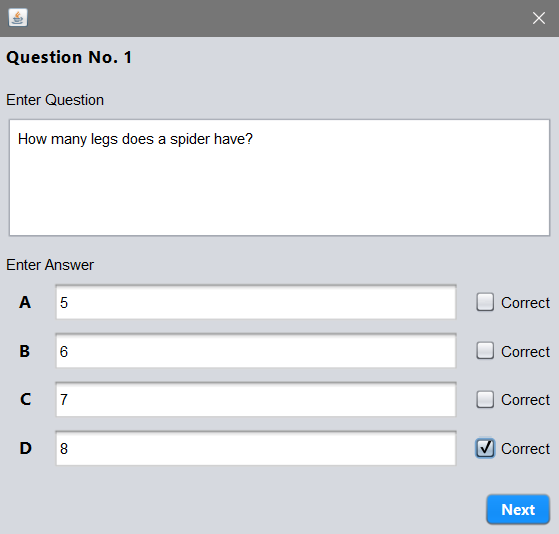 Question No. 1
Enter Question
How many legs does a spider have?
Enter Answer
A 5 Correct
B 6 Correct
C 7 Correct
D 8 Correct
Next